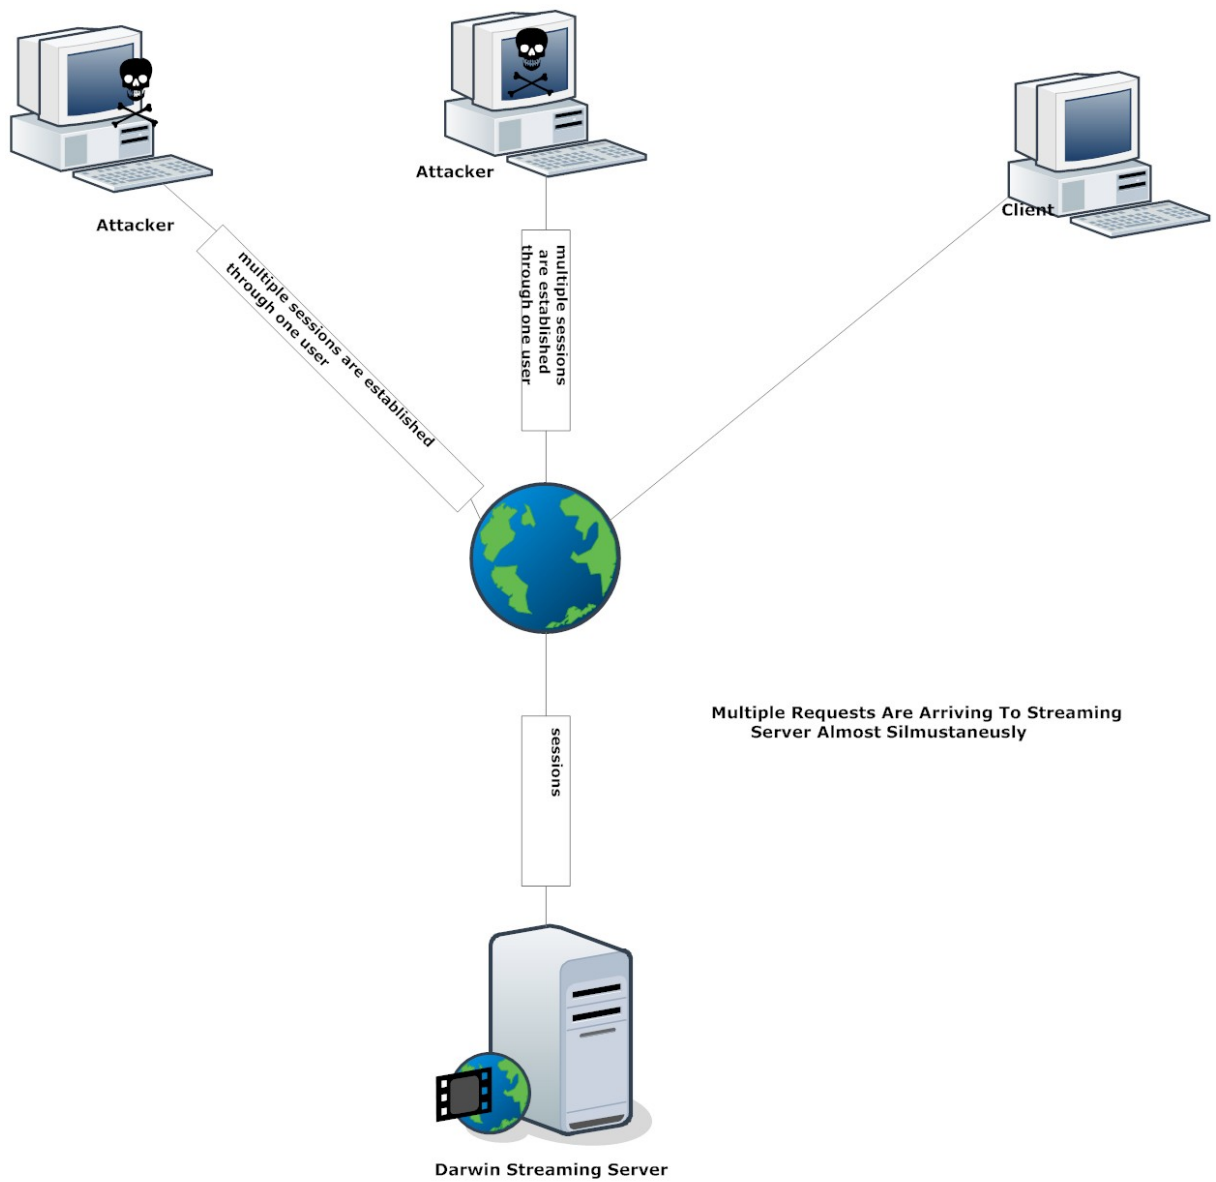 Attacker
Attacker
Client
multiple sessions are established
through one user
multiple sessions
are established
through one user
Multiple Requests Are Arriving To Streaming
Server Almost Silmustaneusly
sessions
Darwin Streaming Server